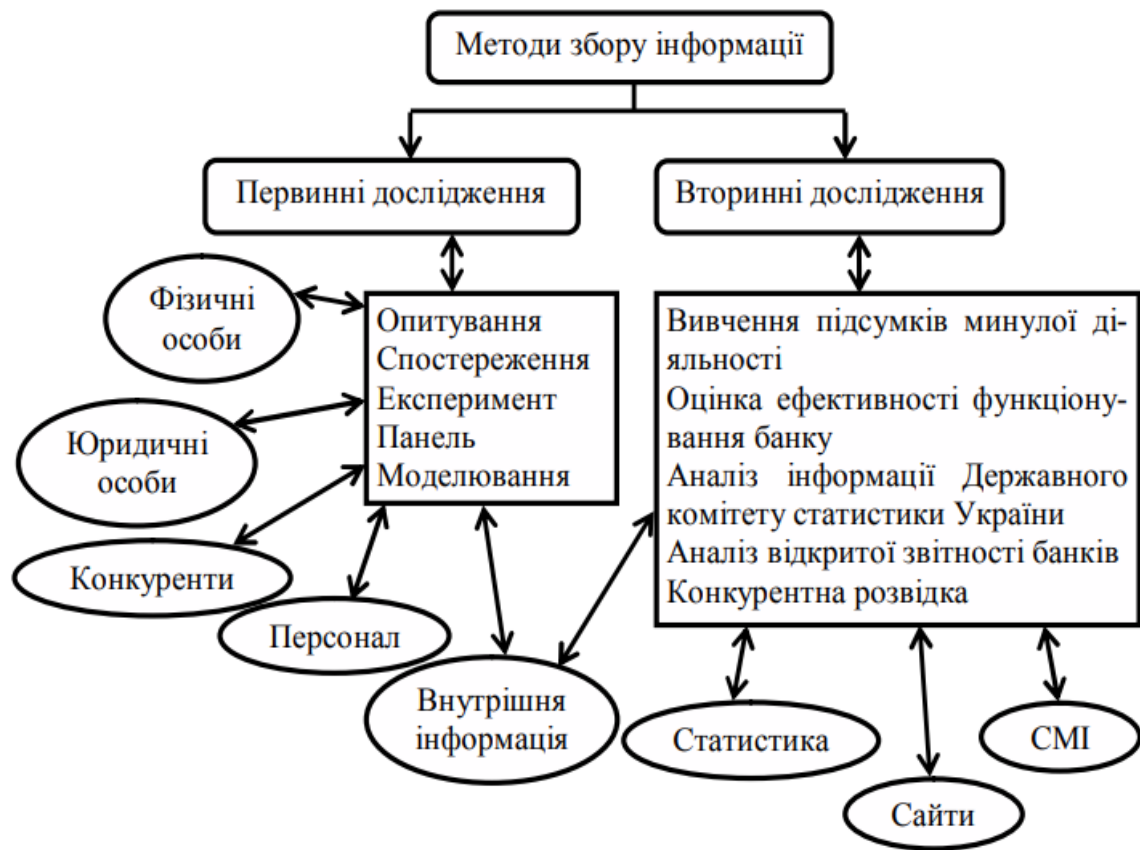 Методи збору інформації
Первинні дослідження
Вторинні дослідження
Фізичні
особи
Юридичні
особи
Конкуренти
Персонал
Внутрішня
інформація
Опитування
Спостереження
Експеримент
Панель
Моделювання
Вивчення підсумків минулої ді-
яльності
Оцінка ефективності функціону-
вання банку
Аналіз інформації Державного
комітету статистики України
Аналіз відкритої звітності банків
Конкурентна розвідка
Статистика
Сайти
СМІ